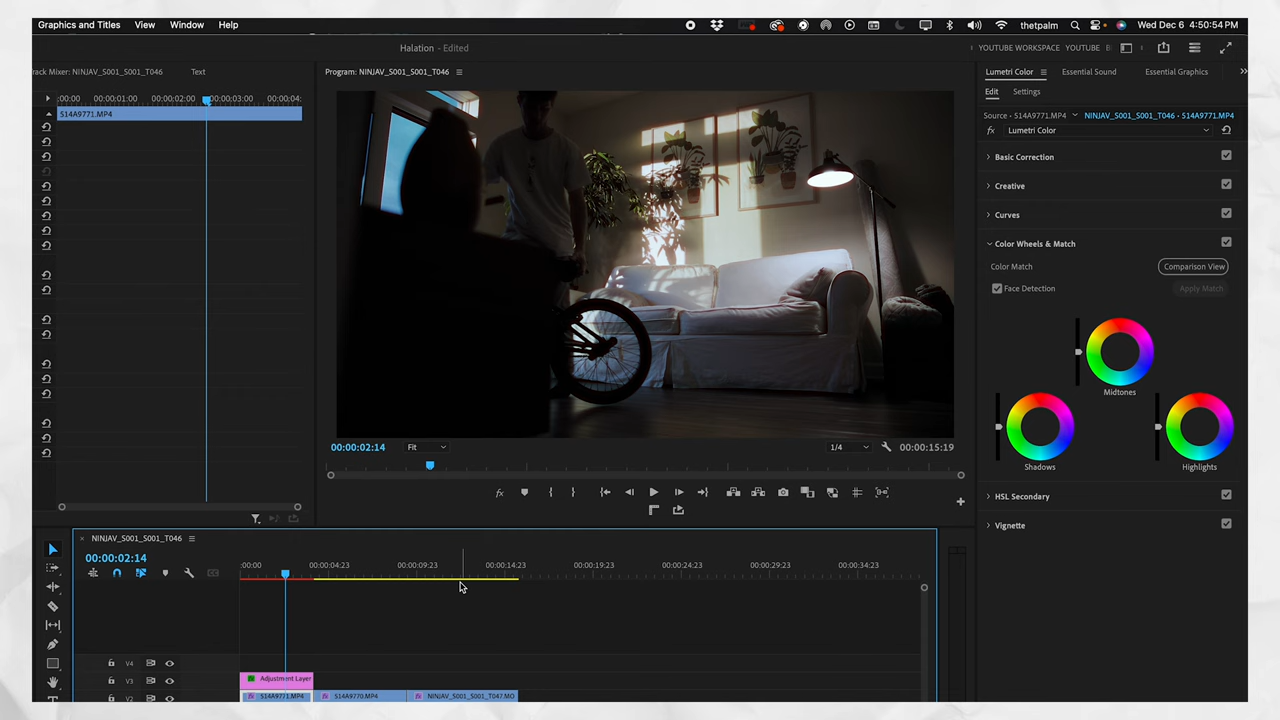 Graphics and Titles View Window Help thetpalm Wed Dec 6 4:50:54 PM
Halation - Edited YOUTUBE WORKSPACE YOUTUBE
rack Mixer: NINJAV_S001_S001_T046 Text Program: NINJAV_S001_S001_T046 Lumetri Color Essential Sound Essential Graphics
Edit Settings
:00:00 00:00:01:00 00:00:02:00 00:00:03:00 00:00:04:
S14A9771.MP4
Source • S14A9771.MP4 NINJAV_S001_S001_T046 • S14A9771.MP4
fx Lumetri Color
Basic Correction
Creative
Curves
Color Wheels & Match
Color Match Comparison View
Face Detection Apply Match
Midtones
Shadows Highlights
HSL Secondary
Vignette
00:00:02:14 Fit 1/4 00:00:15:19
fx
NINJAV_S001_S001_T046
00:00:02:14
:00:00 00:00:04:23 00:00:09:23 00:00:14:23 00:00:19:23 00:00:24:23 00:00:29:23 00:00:34:23
V4
V3 Adjustment Layer
V2 S14A9771.MP4 S14A9770.MP4 NINJAV_S001_S001_T047.MO